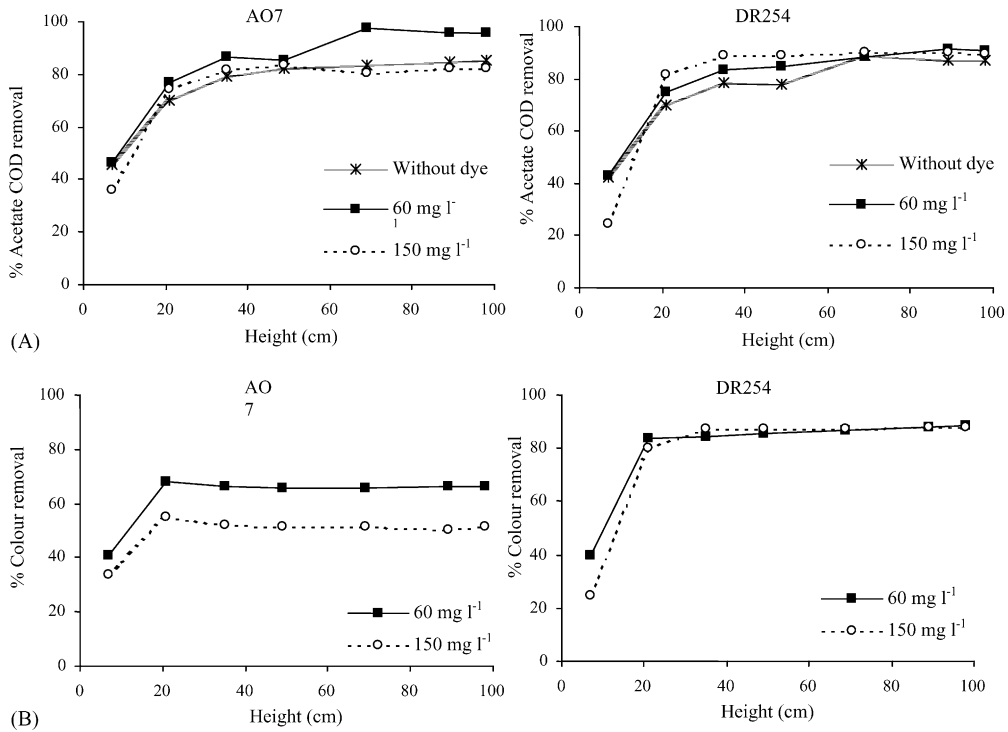 AO7
% Acetate COD removal
100
80
60
40
20
0
0 20 40 60 80 100
Height (cm)
Without dye
60 mg l-
1
150 mg l-1
(A)
DR254
% Acetate COD removal
100
80
60
40
20
0
0 20 40 60 80 100
Height (cm)
Without dye
60 mg l-1
150 mg l-1
AO
7
% Colour removal
100
80
60
40
20
0
0 20 40 60 80 100
Height (cm)
60 mg l-1
150 mg l-1
(B)
DR254
% Colour removal
100
80
60
40
20
0
0 20 40 60 80 100
Height (cm)
60 mg l-1
150 mg l-1